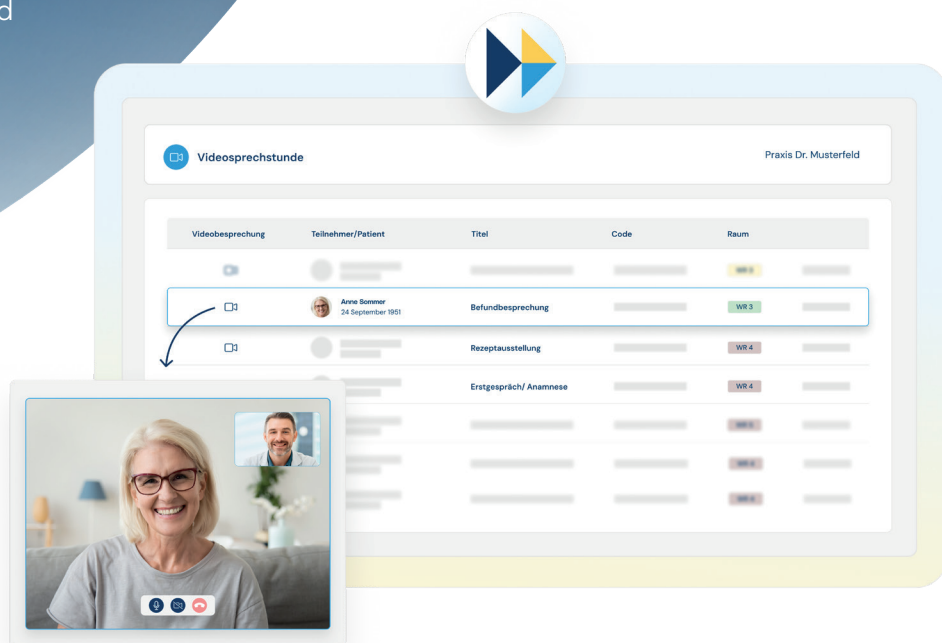 d
Videosprechstunde
Praxis Dr. Musterfeld
Videobesprechung Teilnehmer/Patient Titel Code Raum
Anne Sommer
24 September 1951
Befundbesprechung
WR 3
Rezeptausstellung
WR 4
Erstgespräch/ Anamnese
WR 4